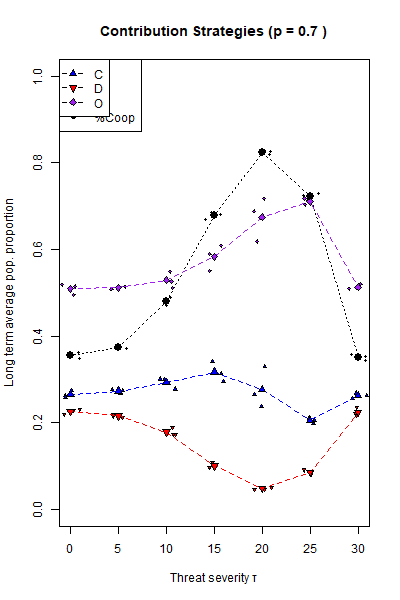 Contribution Strategies (p = 0.7 )
C
D
O
%Coop
Long term average pop. proportion
1.0
0.8
0.6
0.4
0.2
0.0
0 5 10 15 20 25 30
Threat severity τ